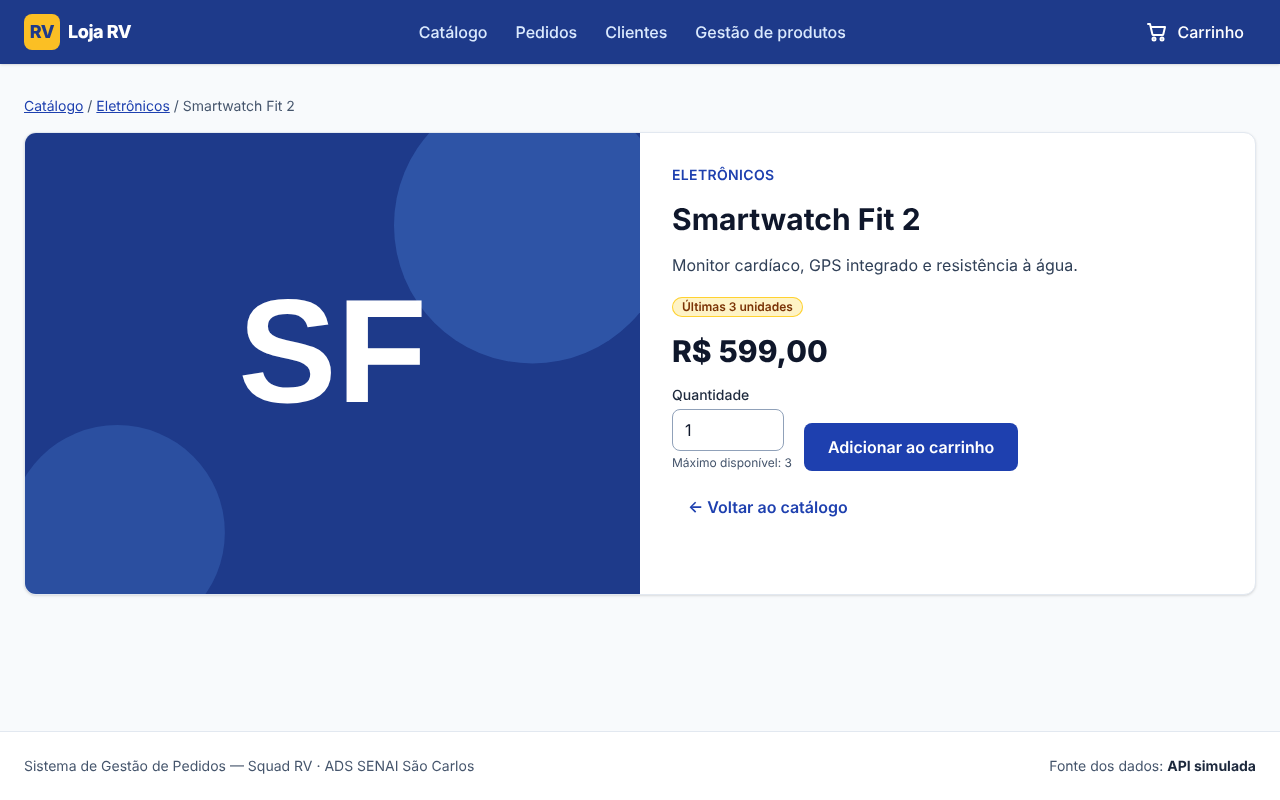 RV Loja RV
Catálogo Pedidos Clientes Gestão de produtos
Carrinho
Catálogo / Eletrônicos / Smartwatch Fit 2
SF
ELETRÔNICOS
Smartwatch Fit 2
Monitor cardíaco, GPS integrado e resistência à água.
Últimas 3 unidades
R$ 599,00
Quantidade
1
Máximo disponível: 3
Adicionar ao carrinho
← Voltar ao catálogo
Sistema de Gestão de Pedidos — Squad RV · ADS SENAI São Carlos
Fonte dos dados: API simulada